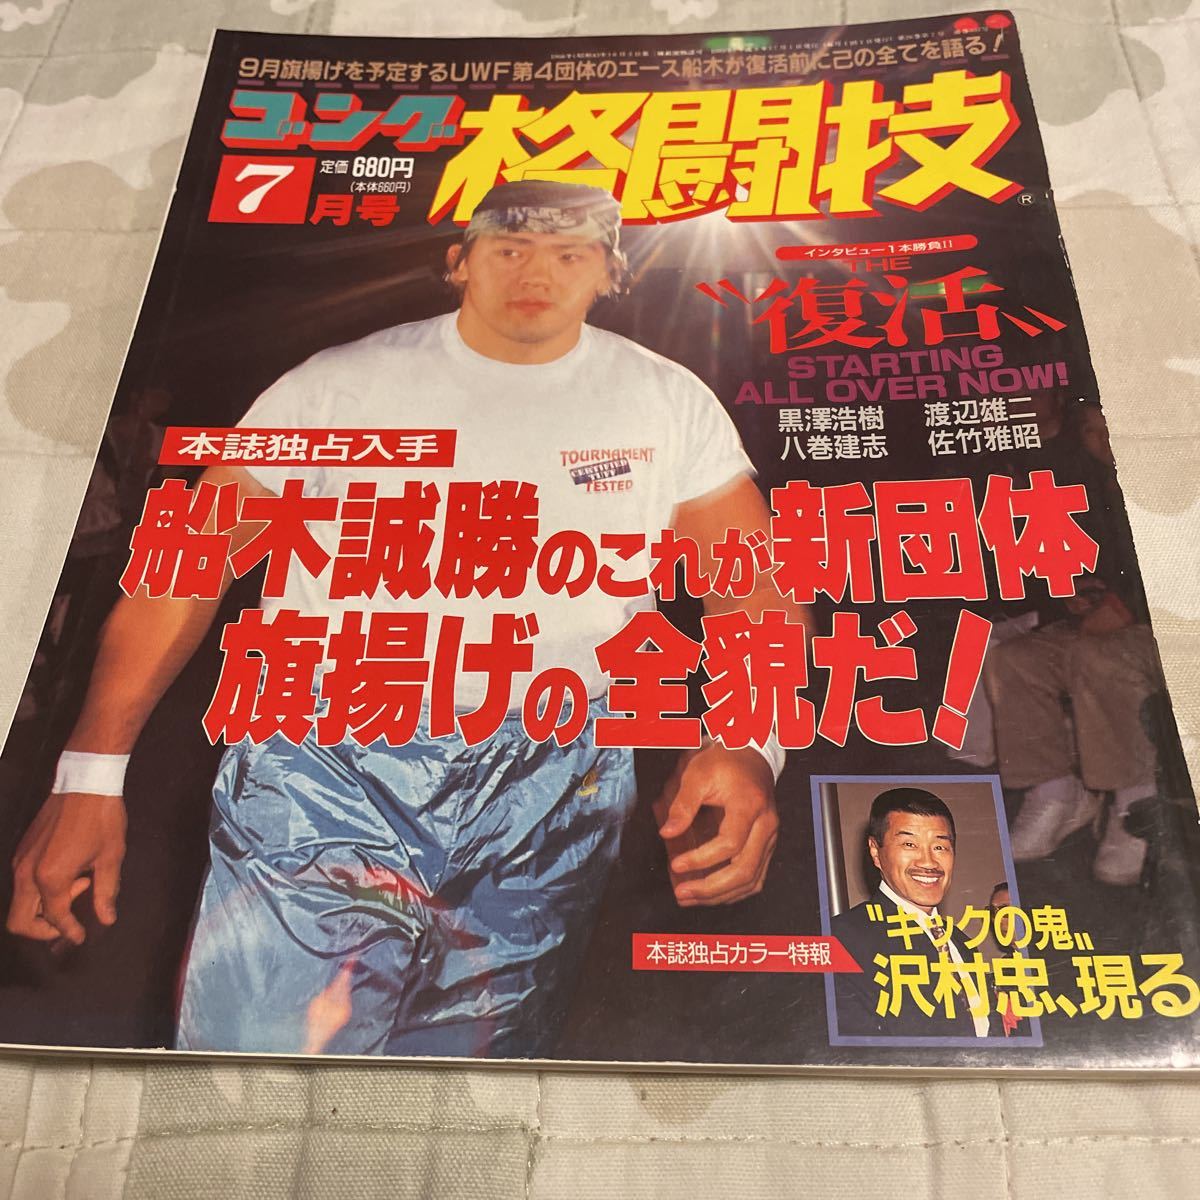 9月旗揚げを予定するUWF第4団体のエース船木が復活前に己の全てを語る!
ゴング格闘技
®
7月号
定価680円
(本体660円)
インタビュー1本勝負II
THE
〝復活〟
STARTING
ALL OVER NOW!
黒澤浩樹 渡辺雄二
八巻建志 佐竹雅昭
本誌独占入手
TOURNAMENT
CERTIFIED
TUFF
TESTED
船木誠勝のこれが新団体
旗揚げの全貌だ!
本誌独占カラー特報
〝キックの鬼〟
沢村忠、現る